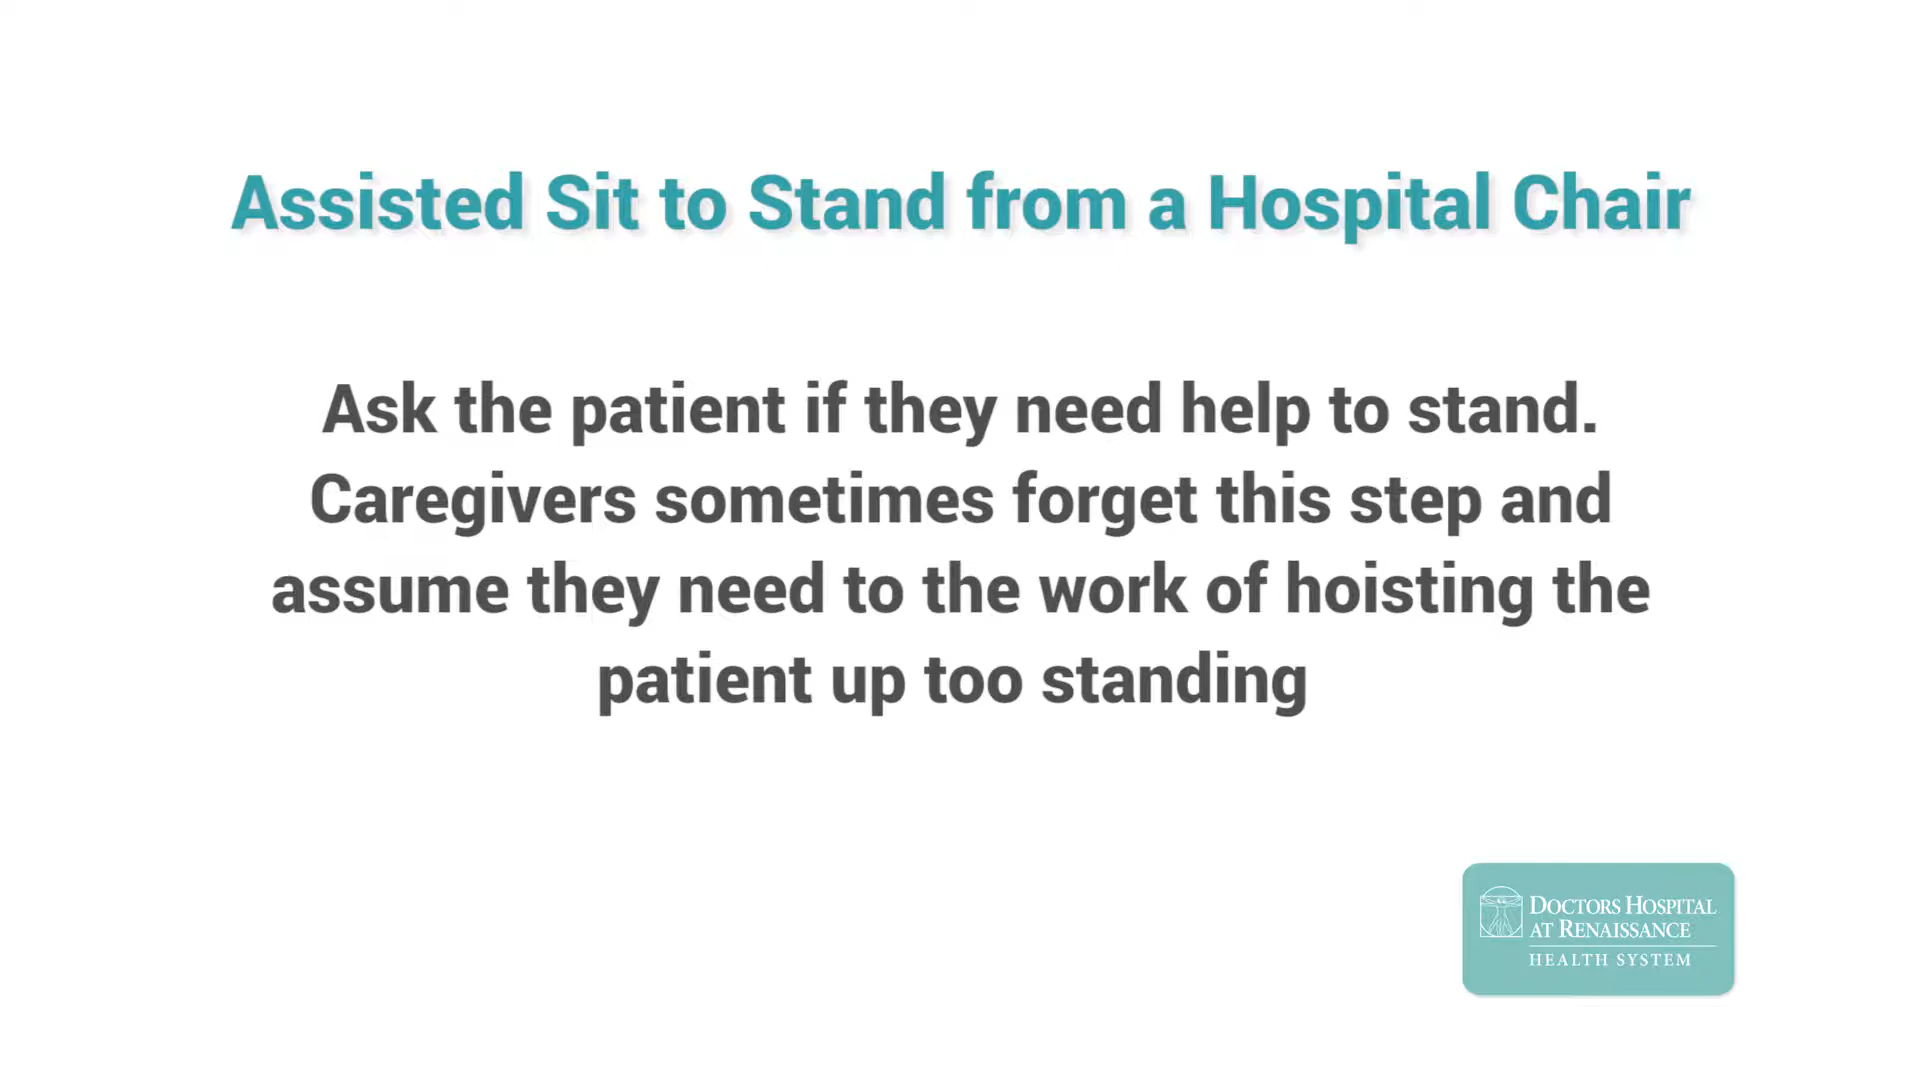 Assisted Sit to Stand from a Hospital Chair
Ask the patient if they need help to stand.
Caregivers sometimes forget this step and
assume they need to the work of hoisting the
patient up too standing
DOCTORS HOSPITAL
AT RENAISSANCE
HEALTH SYSTEM